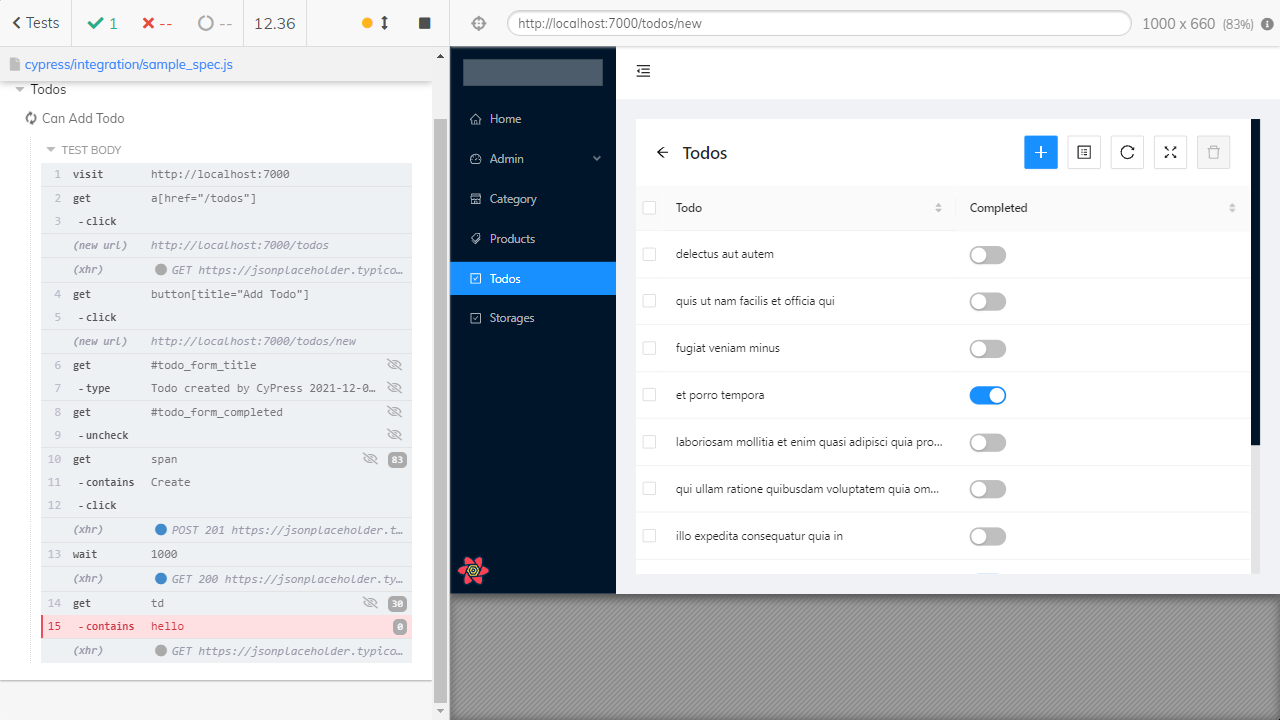 Tests
1
--
--
12.36
http://localhost:7000/todos/new
1000 x 660 (83%)
cypress/integration/sample_spec.js
Todos
Can Add Todo
TEST BODY
1 visit http://localhost:7000
2 get a[href="/todos"]
3 -click
(new url) http://localhost:7000/todos
(xhr) GET https://jsonplaceholder.typico…
4 get button[title="Add Todo"]
5 -click
(new url) http://localhost:7000/todos/new
6 get #todo_form_title
7 -type Todo created by CyPress 2021-12-0…
8 get #todo_form_completed
9 -uncheck
10 get span 83
11 -contains Create
12 -click
(xhr) POST 201 https://jsonplaceholder.t…
13 wait 1000
(xhr) GET 200 https://jsonplaceholder.ty…
14 get td 30
15 -contains hello 0
(xhr) GET https://jsonplaceholder.typico…
Home
Admin
Category
Products
Todos
Storages
Todos
Todo Completed
delectus aut autem
quis ut nam facilis et officia qui
fugiat veniam minus
et porro tempora
laboriosam mollitia et enim quasi adipisci quia pro...
qui ullam ratione quibusdam voluptatem quia om...
illo expedita consequatur quia in